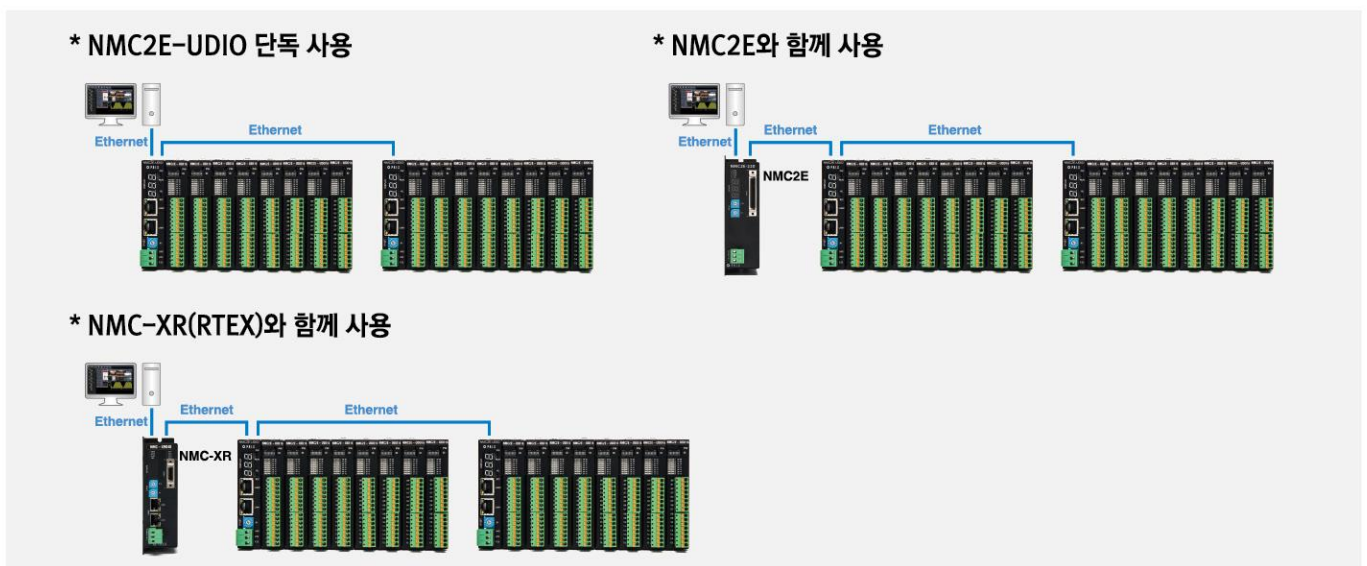 * NMC2E-UDIO 단독 사용
Ethernet
Ethernet
* NMC2E와 함께 사용
Ethernet
Ethernet
Ethernet
NMC2E
* NMC-XR(RTEX)와 함께 사용
Ethernet
Ethernet
Ethernet
NMC-XR